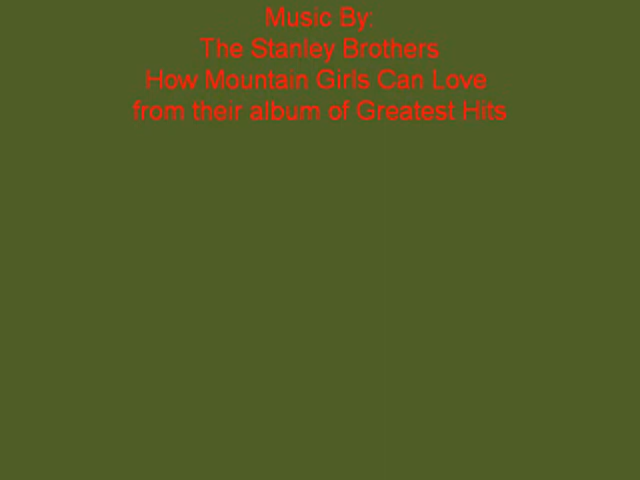 Music By:
The Stanley Brothers
How Mountain Girls Can Love
from their album of Greatest Hits